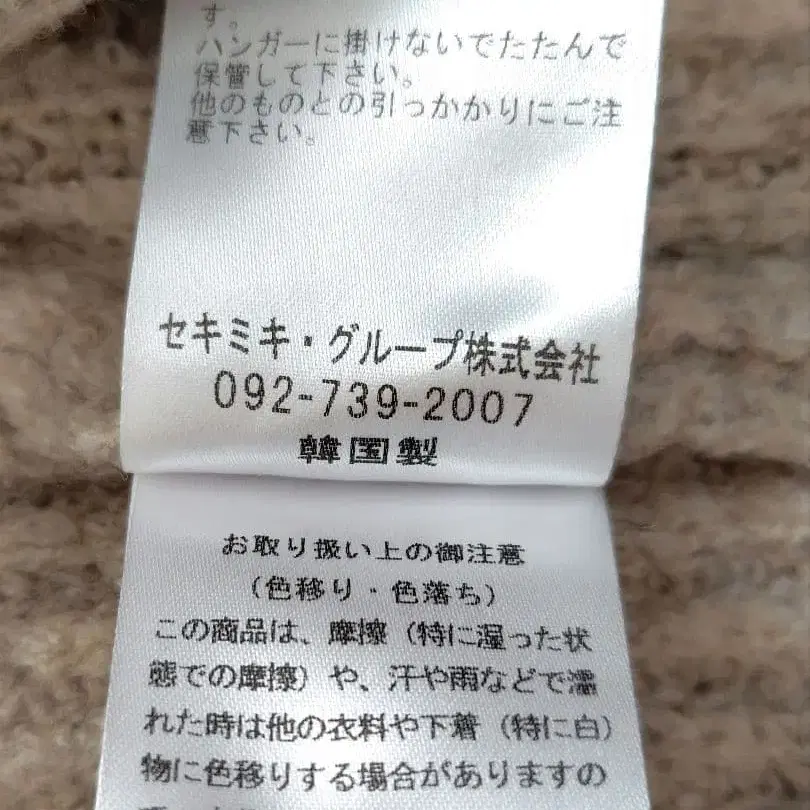 す。
ハンガーに掛けないでたたんで
保管して下さい。
他のものとの引っかかりにご注
意下さい。
セキミキ・グループ株式会社
092-739-2007
韓国製
お取り扱い上の御注意
(色移り・色落ち)
この商品は、摩擦(特に湿った状
態での摩擦)や、汗や雨などで濡
れた時は他の衣料や下着(特に白)
物に色移りする場合がありますの